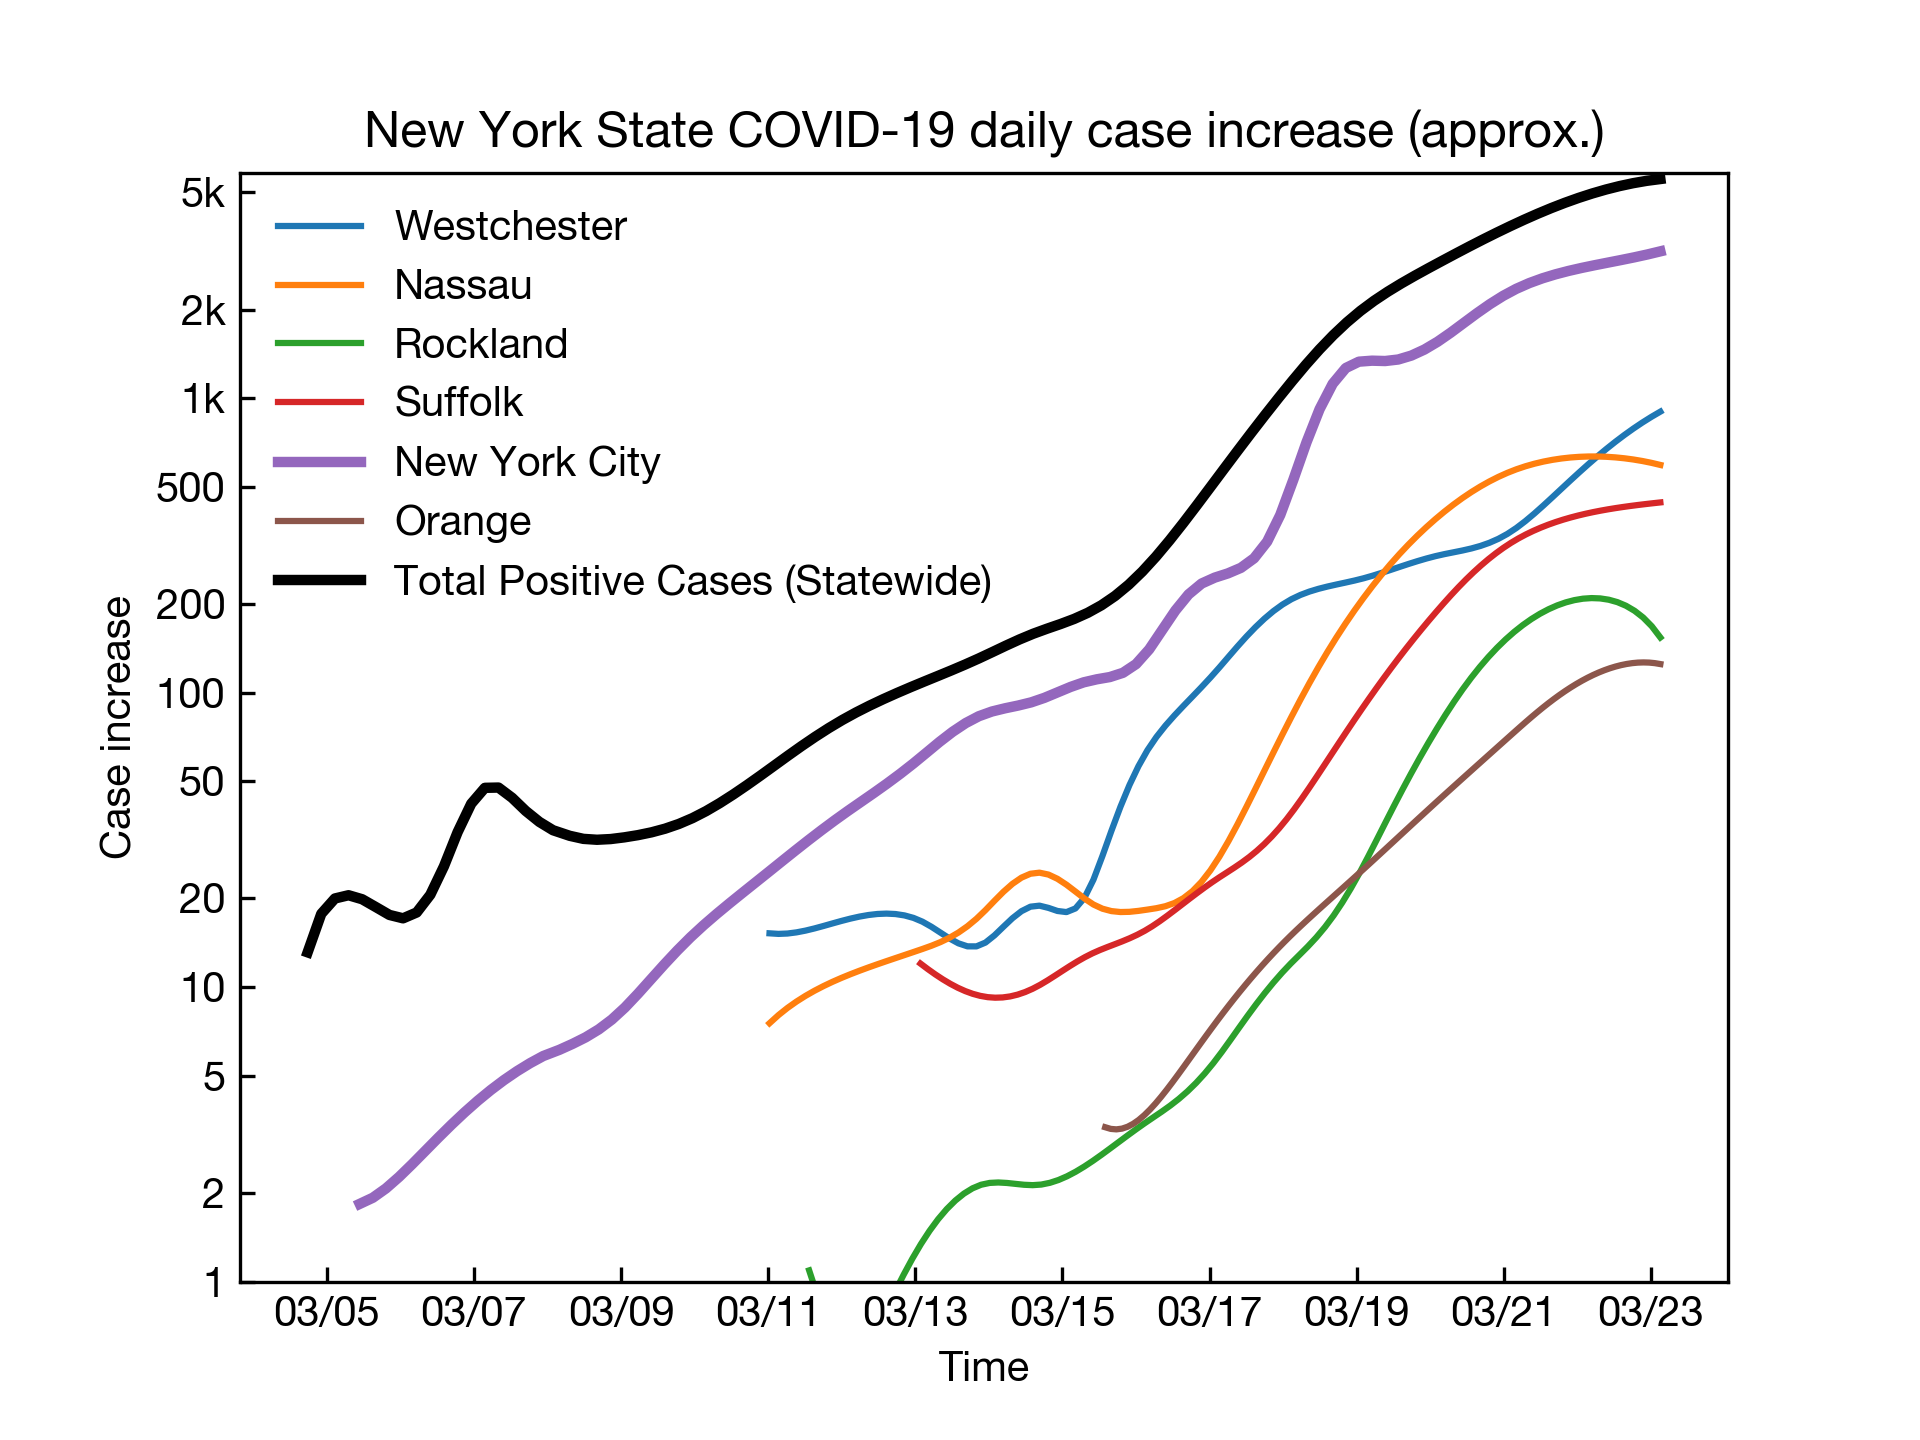 New York State COVID-19 daily case increase (approx.)
5k
2k
1k
500
200
100
50
20
10
5
2
1
Case increase
Westchester
Nassau
Rockland
Suffolk
New York City
Orange
Total Positive Cases (Statewide)
03/05 03/07 03/09 03/11 03/13 03/15 03/17 03/19 03/21 03/23
Time